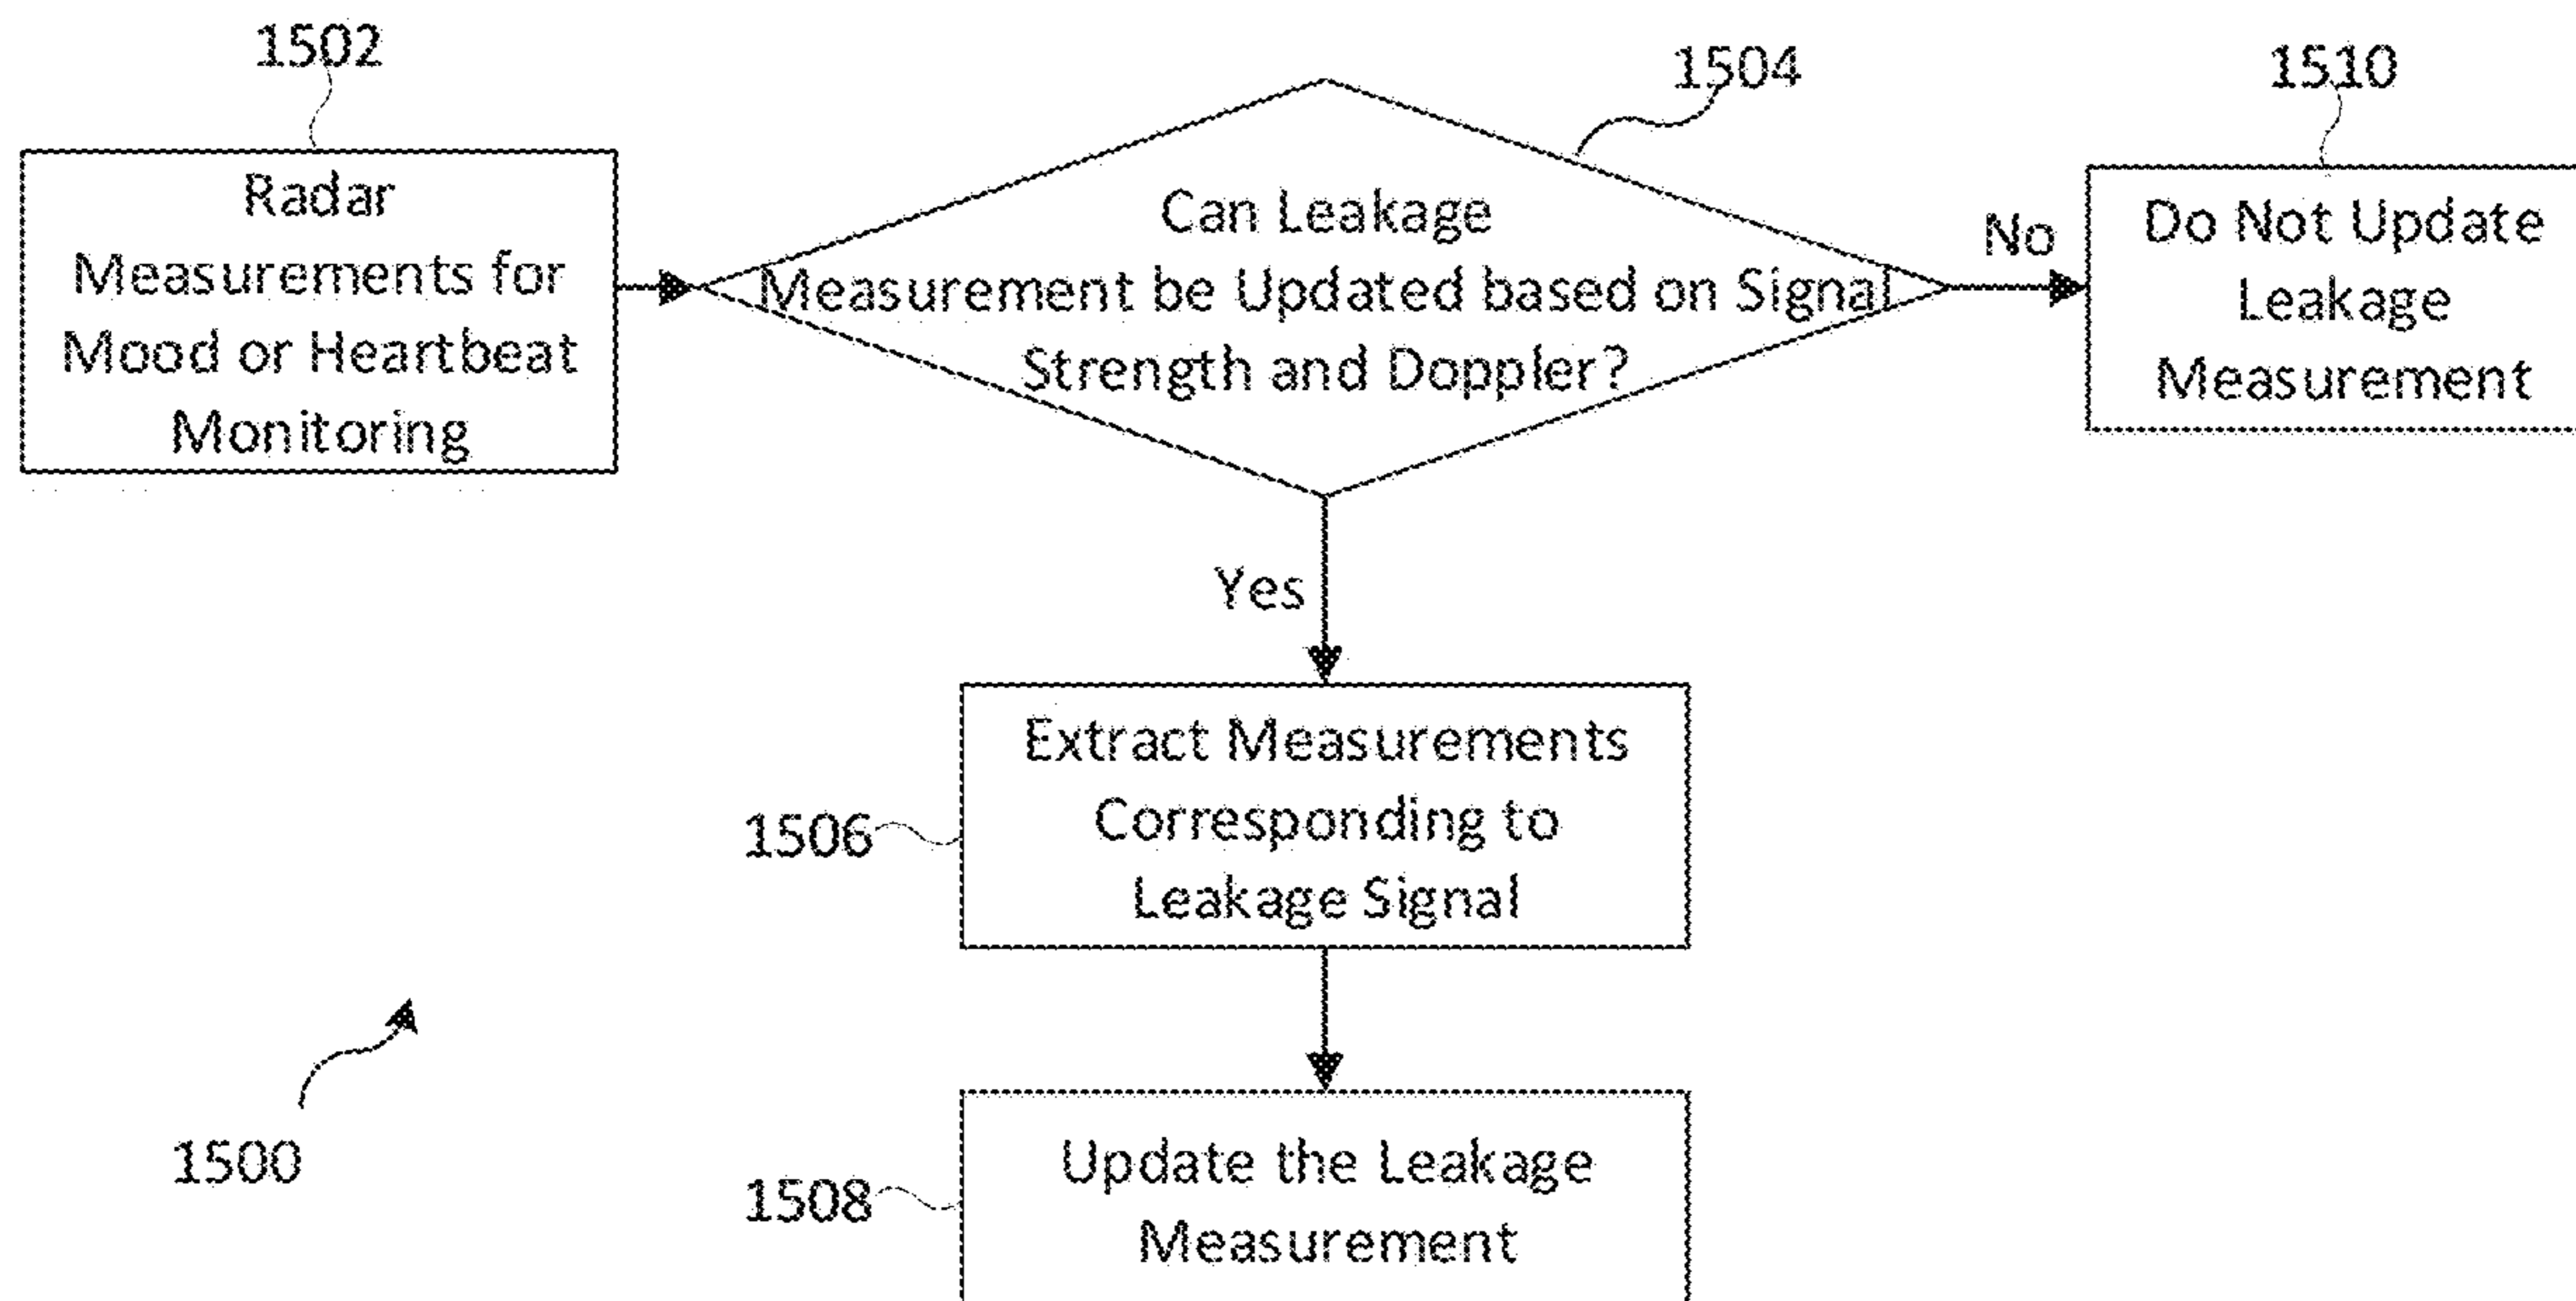 1502
Radar
Measurements for
Mood or Heartbeat
Monitoring
1504
Can Leakage
Measurement be Updated based on Signal
Strength and Doppler?
No
1510
Do Not Update
Leakage
Measurement
Yes
Extract Measurements
Corresponding to
Leakage Signal
1506
Update the Leakage
Measurement
1508
1500